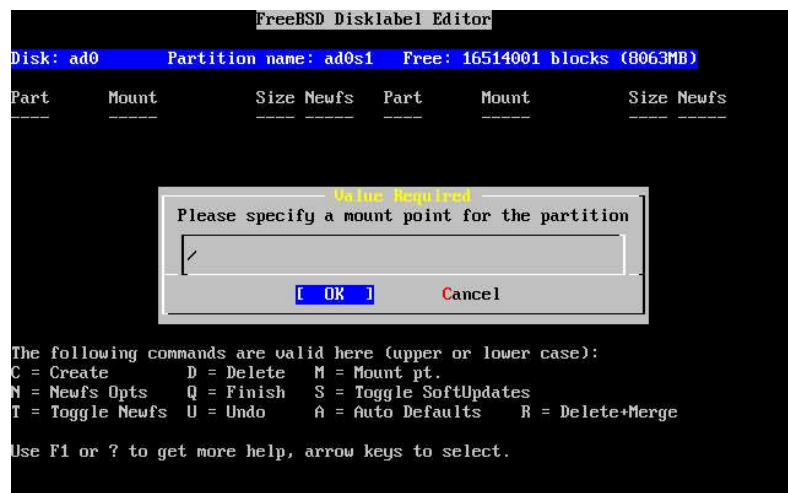 FreeBSD Disklabel Editor
Disk: ad0 Partition name: ad0s1 Free: 16514001 blocks (8063MB)
Part Mount Size Newfs Part Mount Size Newfs
---- ----- ---- ----- ---- ----- ---- -----
Value Required
Please specify a mount point for the partition
/
[ OK ] Cancel
The following commands are valid here (upper or lower case):
C = Create D = Delete M = Mount pt.
N = Newfs Opts Q = Finish S = Toggle SoftUpdates
T = Toggle Newfs U = Undo A = Auto Defaults R = Delete+Merge
Use F1 or ? to get more help, arrow keys to select.